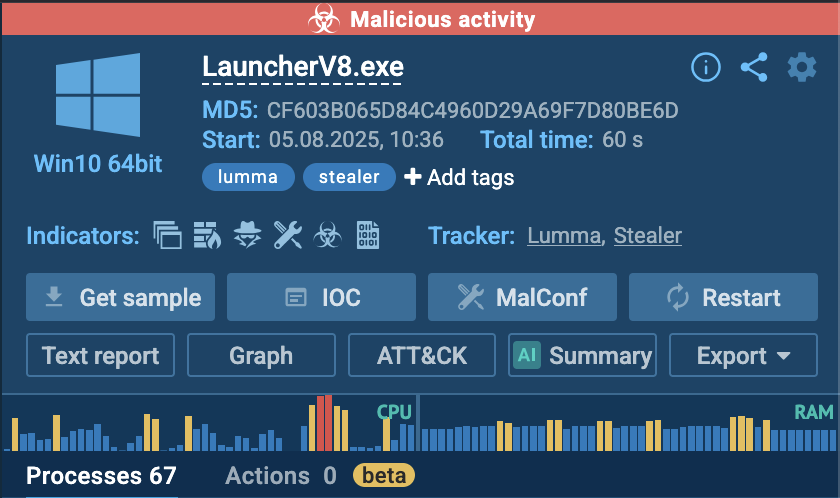 Malicious activity
LauncherV8.exe
MD5: CF603B065D84C4960D29A69F7D80BE6D
Start: 05.08.2025, 10:36 Total time: 60 s
Win10 64bit
lumma stealer + Add tags
Indicators: Tracker: Lumma, Stealer
Get sample IOC MalConf Restart
Text report Graph ATT&CK AI Summary Export
CPU RAM
Processes 67 Actions 0 beta